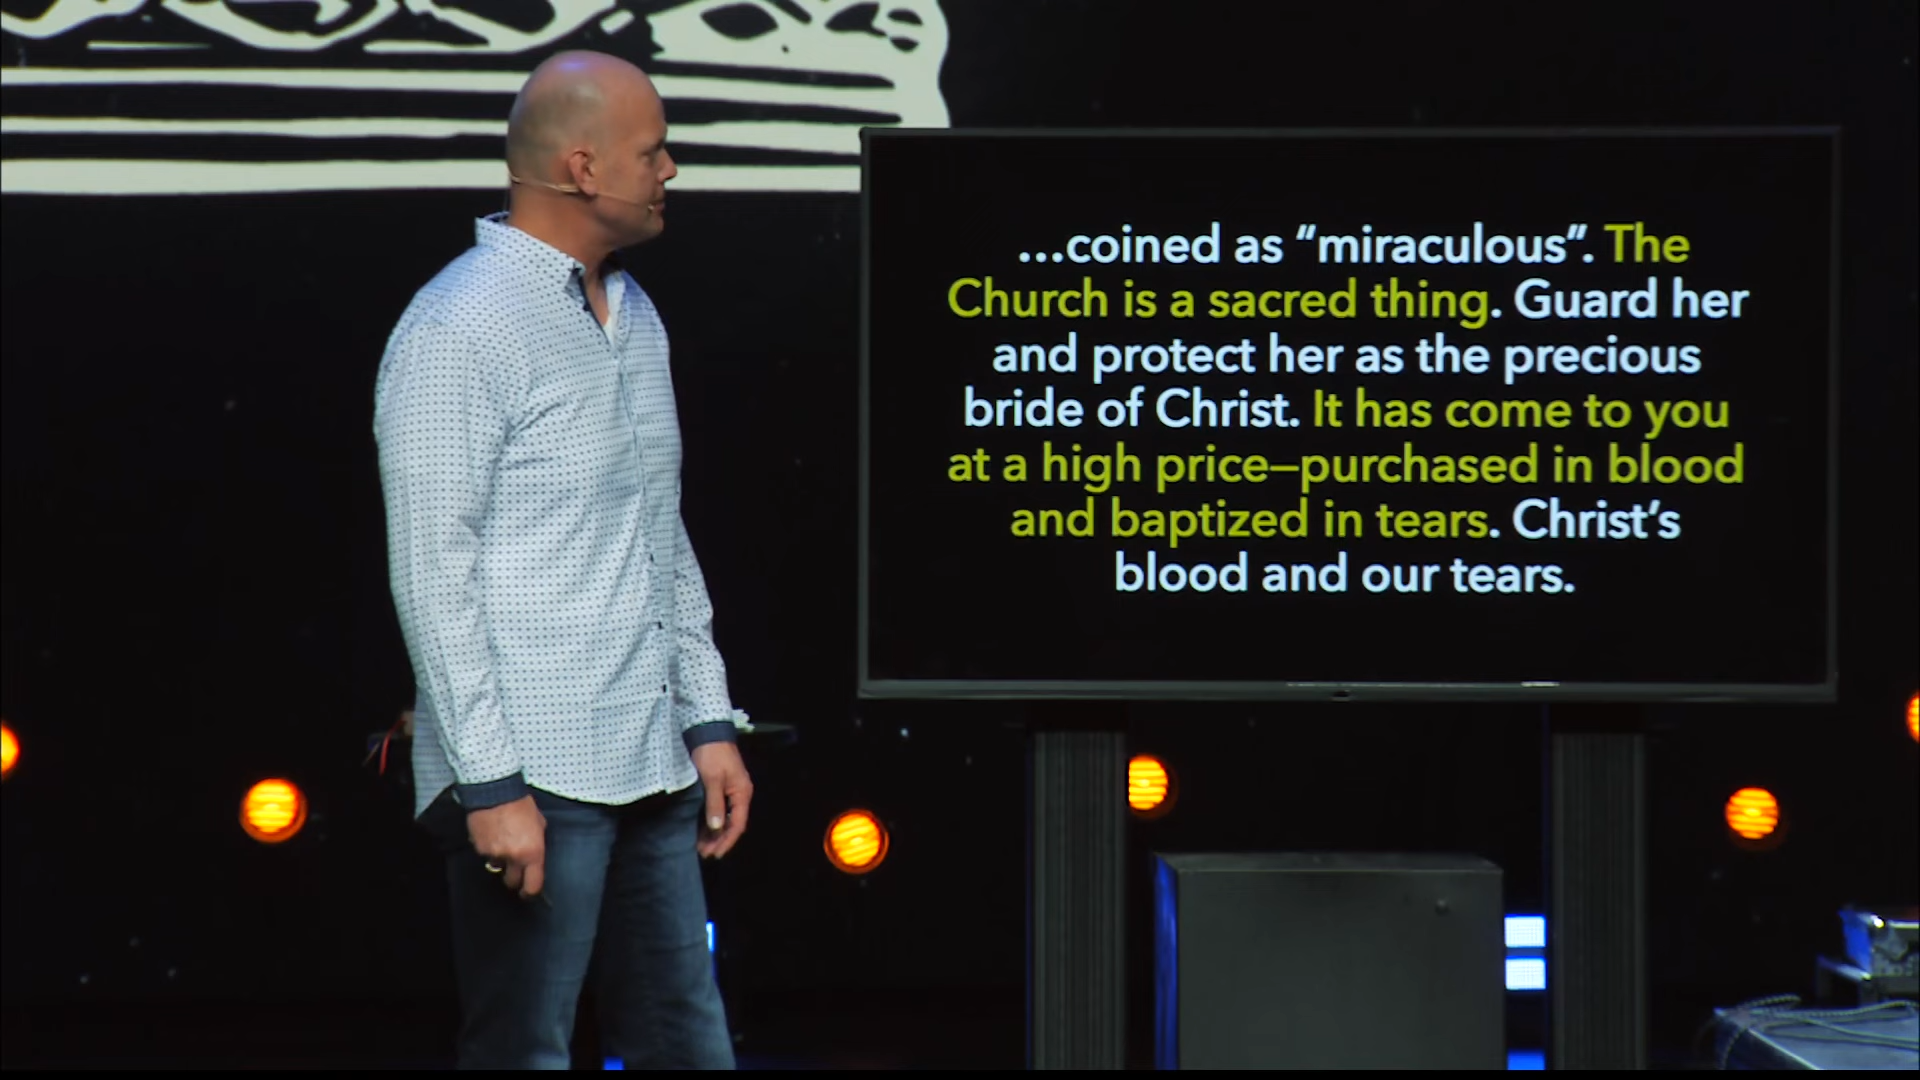 …coined as “miraculous”. The
Church is a sacred thing. Guard her
and protect her as the precious
bride of Christ. It has come to you
at a high price—purchased in blood
and baptized in tears. Christ’s
blood and our tears.